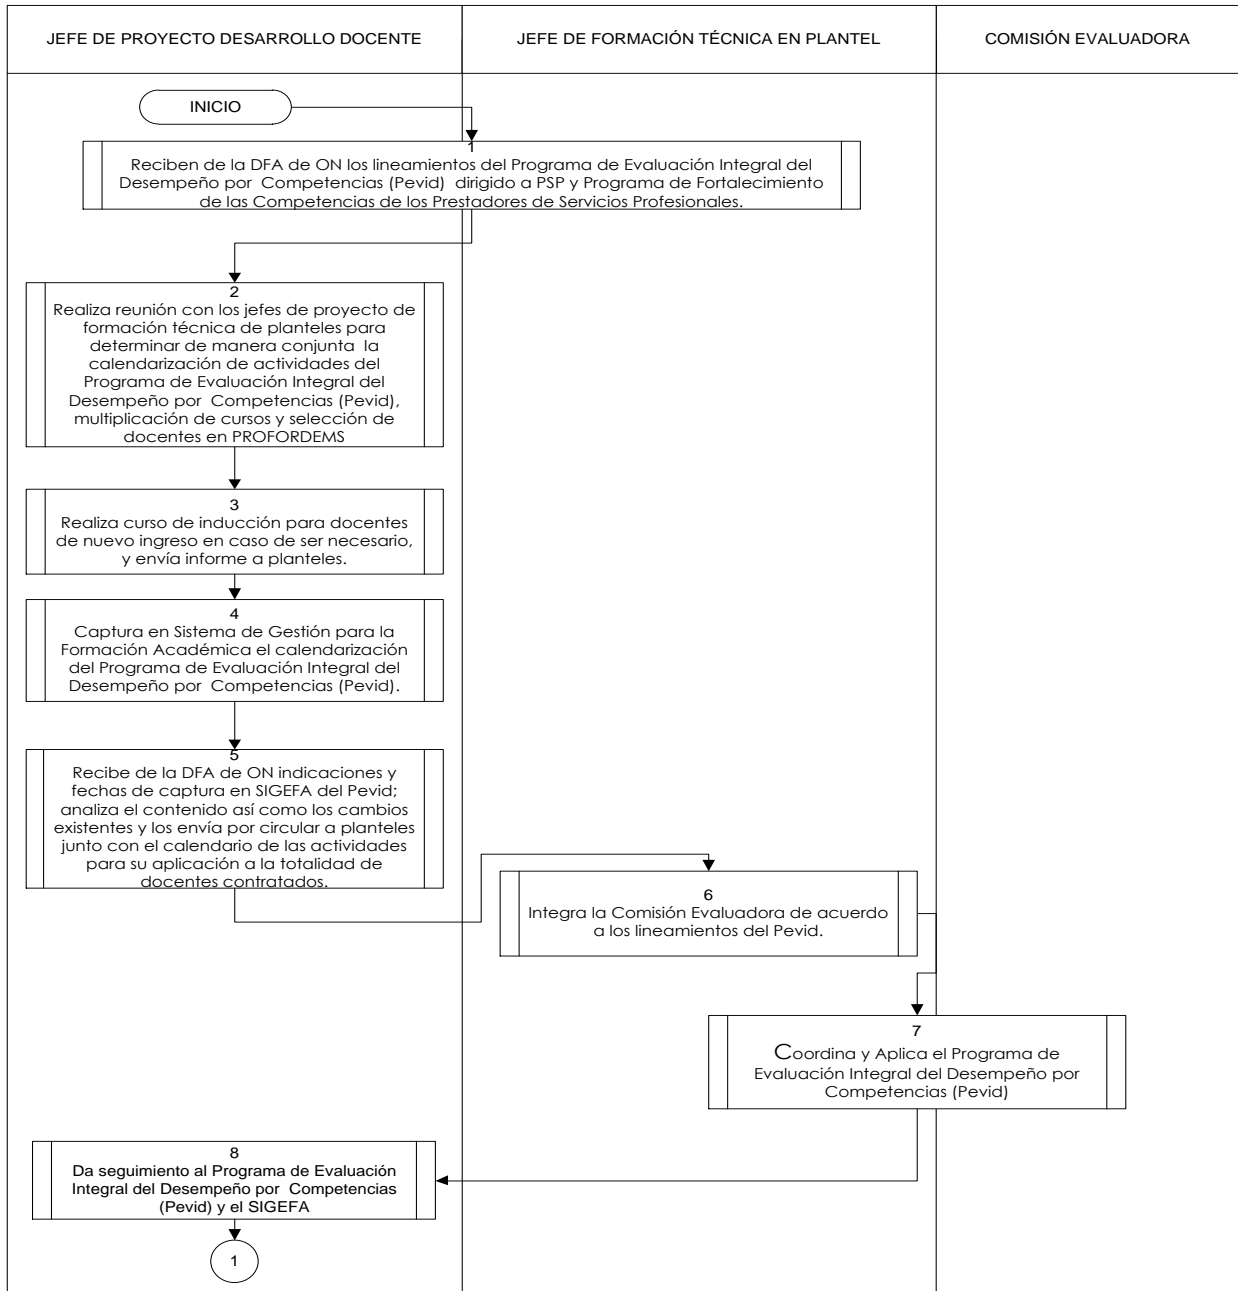 JEFE DE PROYECTO DESARROLLO DOCENTE
JEFE DE FORMACIÓN TÉCNICA EN PLANTEL
COMISIÓN EVALUADORA
INICIO
1
Reciben de la DFA de ON los lineamientos del Programa de Evaluación Integral del
Desempeño por Competencias (Pevid) dirigido a PSP y Programa de Fortalecimiento
de las Competencias de los Prestadores de Servicios Profesionales.
2
Realiza reunión con los jefes de proyecto de
formación técnica de planteles para
determinar de manera conjunta la
calendarización de actividades del
Programa de Evaluación Integral del
Desempeño por Competencias (Pevid),
multiplicación de cursos y selección de
docentes en PROFORDEMS
3
Realiza curso de inducción para docentes
de nuevo ingreso en caso de ser necesario,
y envía informe a planteles.
4
Captura en Sistema de Gestión para la
Formación Académica el calendarización
del Programa de Evaluación Integral del
Desempeño por Competencias (Pevid).
5
Recibe de la DFA de ON indicaciones y
fechas de captura en SIGEFA del Pevid;
analiza el contenido así como los cambios
existentes y los envía por circular a planteles
junto con el calendario de las actividades
para su aplicación a la totalidad de
docentes contratados.
6
Integra la Comisión Evaluadora de acuerdo
a los lineamientos del Pevid.
7
Coordina y Aplica el Programa de
Evaluación Integral del Desempeño por
Competencias (Pevid)
8
Da seguimiento al Programa de Evaluación
Integral del Desempeño por Competencias
(Pevid) y el SIGEFA
1